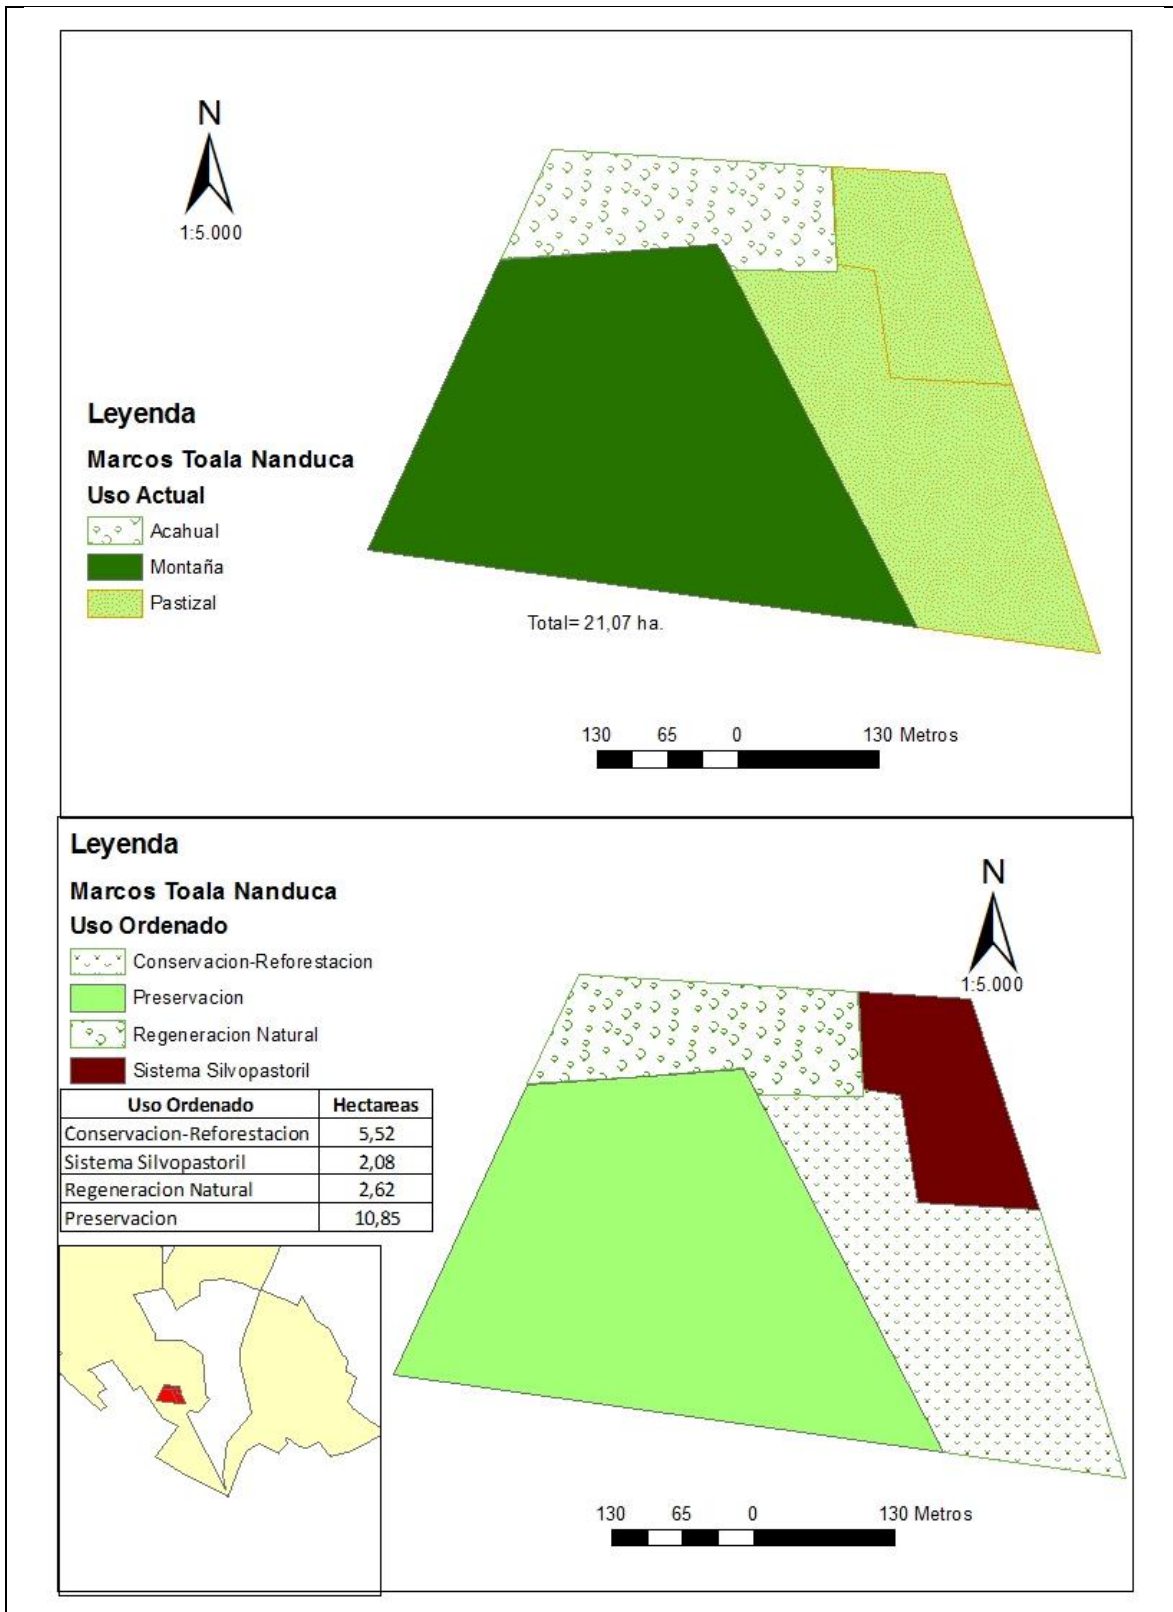 N
1:5.000
Leyenda
Marcos Toala Nanduca
Uso Actual
Acahual
Montaña
Pastizal
Total= 21,07 ha.
130 65 0 130 Metros
Leyenda
Marcos Toala Nanduca
Uso Ordenado
Conservacion-Reforestacion
Preservacion
Regeneracion Natural
Sistema Silvopastoril
N
1:5.000
Uso Ordenado Hectareas
Conservacion-Reforestacion 5,52
Sistema Silvopastoril 2,08
Regeneracion Natural 2,62
Preservacion 10,85
130 65 0 130 Metros